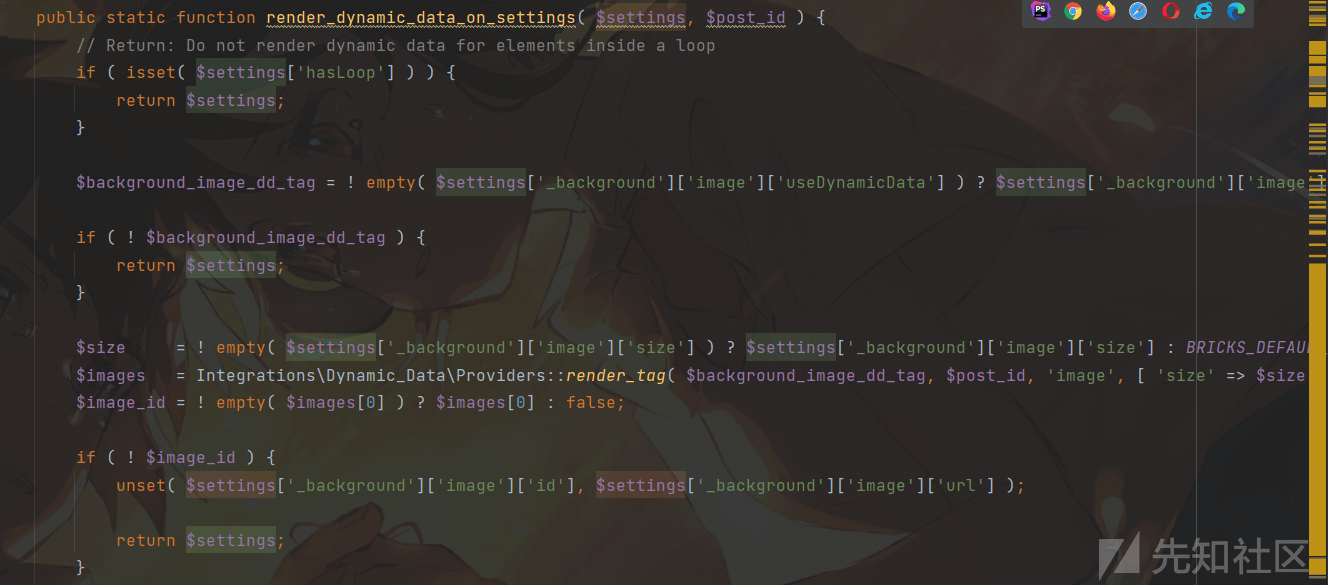 public static function render_dynamic_data_on_settings( $settings, $post_id ) {
// Return: Do not render dynamic data for elements inside a loop
if ( isset( $settings['hasLoop'] ) ) {
return $settings;
}
$background_image_dd_tag = ! empty( $settings['_background']['image']['useDynamicData'] ) ? $settings['_background']['image']
if ( ! $background_image_dd_tag ) {
return $settings;
}
$size = ! empty( $settings['_background']['image']['size'] ) ? $settings['_background']['image']['size'] : BRICKS_DEFAU
$images = Integrations\Dynamic_Data\Providers::render_tag( $background_image_dd_tag, $post_id, 'image', [ 'size' => $size
$image_id = ! empty( $images[0] ) ? $images[0] : false;
if ( ! $image_id ) {
unset( $settings['_background']['image']['id'], $settings['_background']['image']['url'] );
return $settings;
}
PS
先知社区